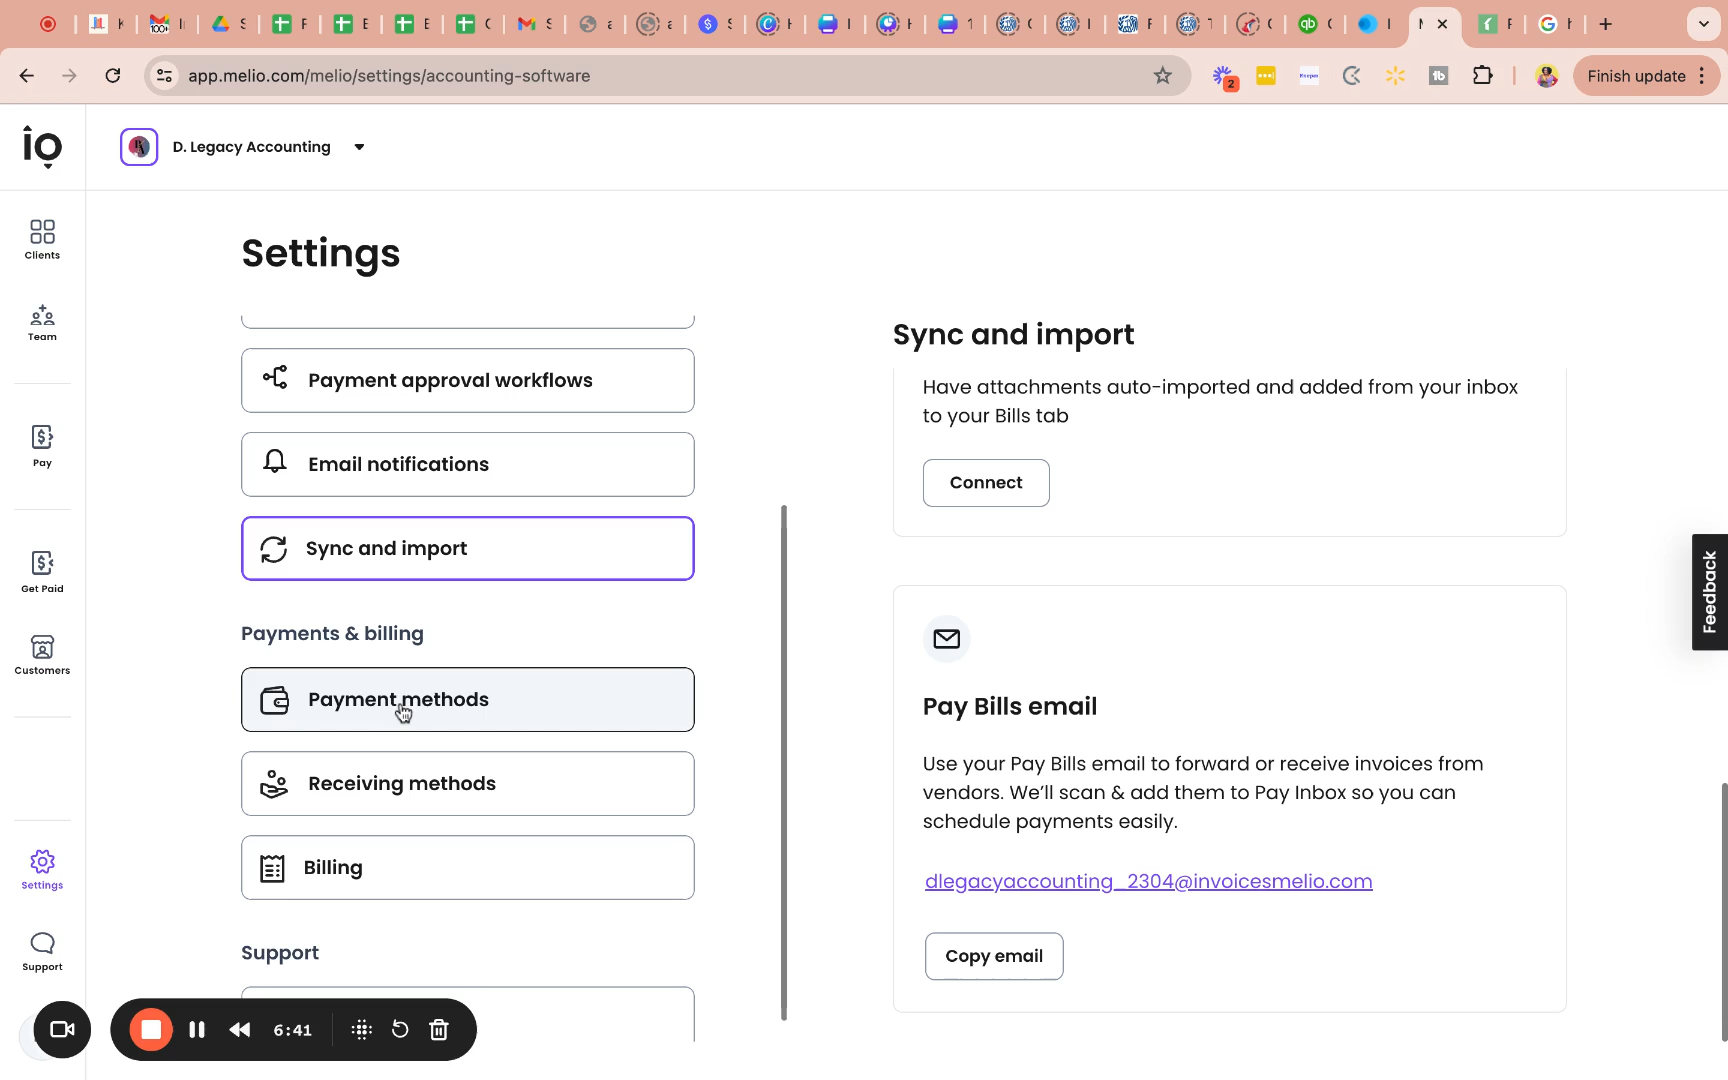 app.melio.com/melio/settings/accounting-software
2
Finish update
io
D. Legacy Accounting
Clients
Team
Pay
Get Paid
Customers
Settings
Support
Settings
Payment approval workflows
Email notifications
Sync and import
Payments & billing
Payment methods
Receiving methods
Billing
Support
Sync and import
Have attachments auto-imported and added from your inbox
to your Bills tab
Connect
Pay Bills email
Use your Pay Bills email to forward or receive invoices from
vendors. We'll scan & add them to Pay Inbox so you can
schedule payments easily.
dlegacyaccounting_2304@invoicesmelio.com
Copy email
Feedback
6:41